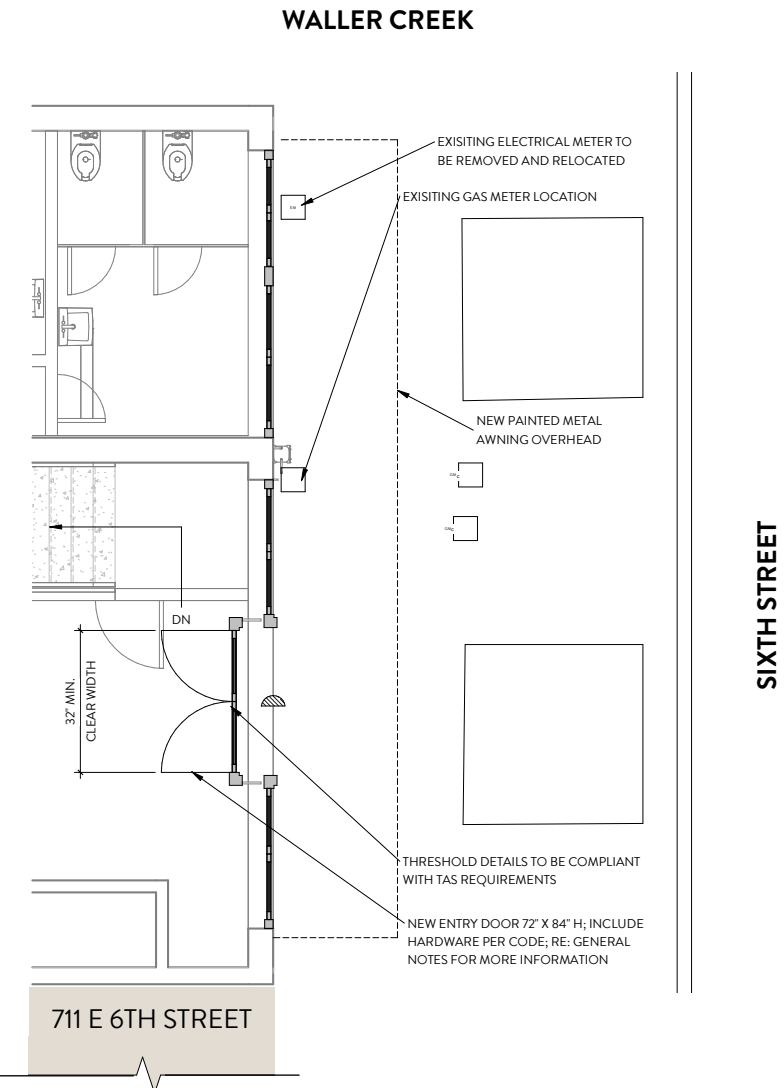 WALLER CREEK
EXISITING ELECTRICAL METER TO
BE REMOVED AND RELOCATED
EXISITING GAS METER LOCATION
NEW PAINTED METAL
AWNING OVERHEAD
SIXTH STREET
DN
32" MIN.
CLEAR WIDTH
THRESHOLD DETAILS TO BE COMPLIANT
WITH TAS REQUIREMENTS
NEW ENTRY DOOR 72" X 84" H; INCLUDE
HARDWARE PER CODE; RE: GENERAL
NOTES FOR MORE INFORMATION
711 E 6TH STREET